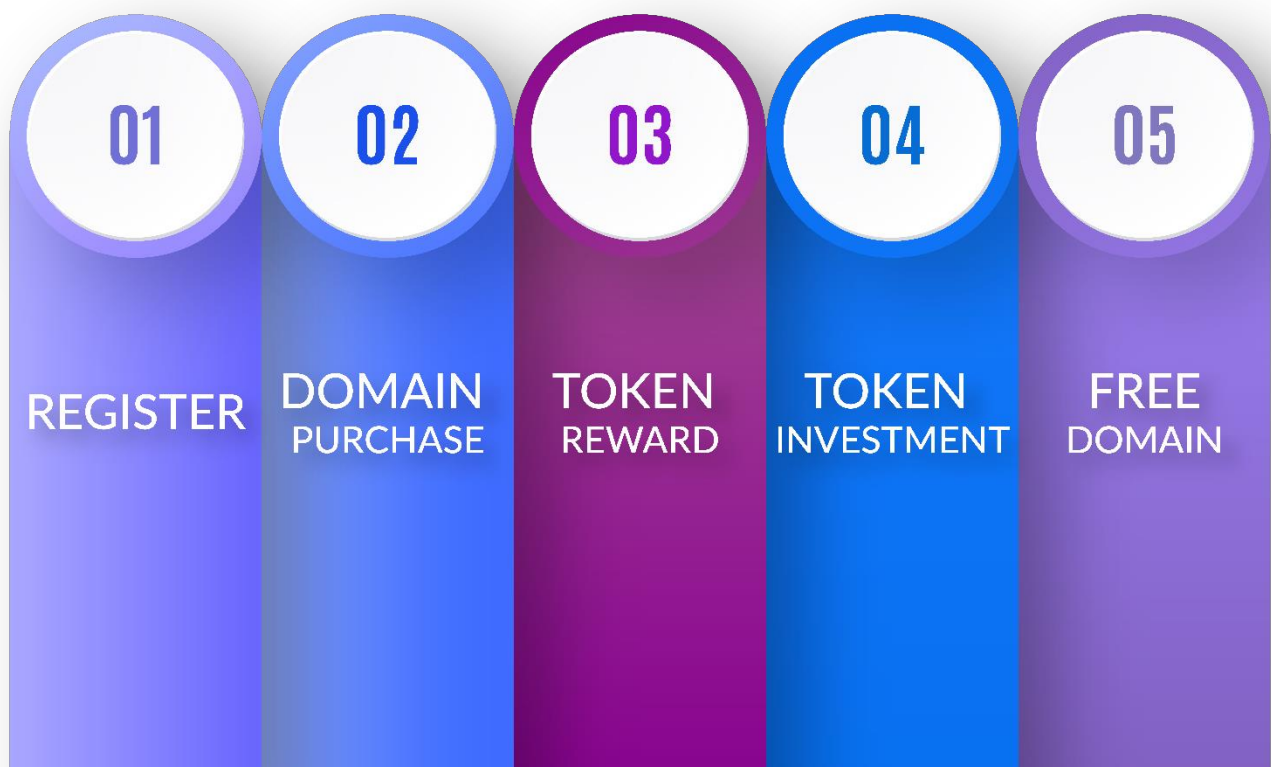 01
REGISTER
02
DOMAIN
PURCHASE
03
TOKEN
REWARD
04
TOKEN
INVESTMENT
05
FREE
DOMAIN